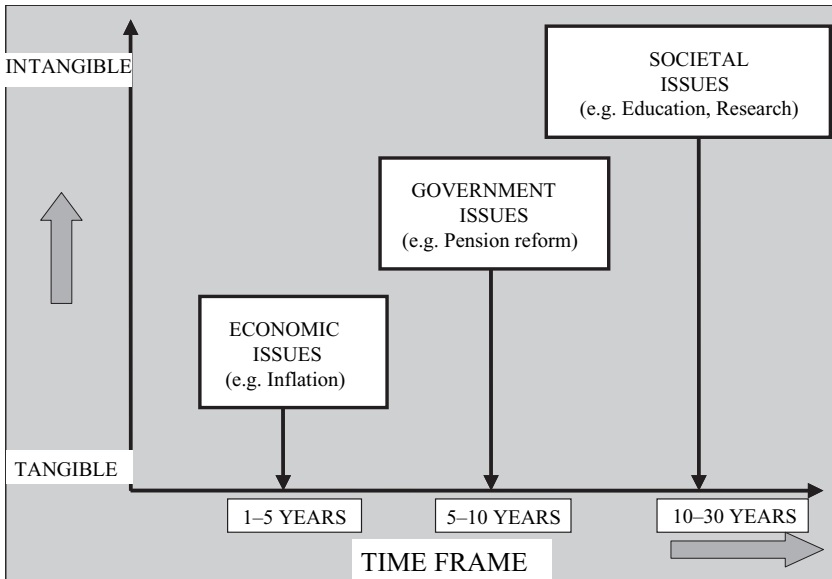 INTANGIBLE
SOCIETAL
ISSUES
(e.g. Education, Research)
GOVERNMENT
ISSUES
(e.g. Pension reform)
ECONOMIC
ISSUES
(e.g. Inflation)
TANGIBLE
1–5 YEARS
5–10 YEARS
10–30 YEARS
TIME FRAME